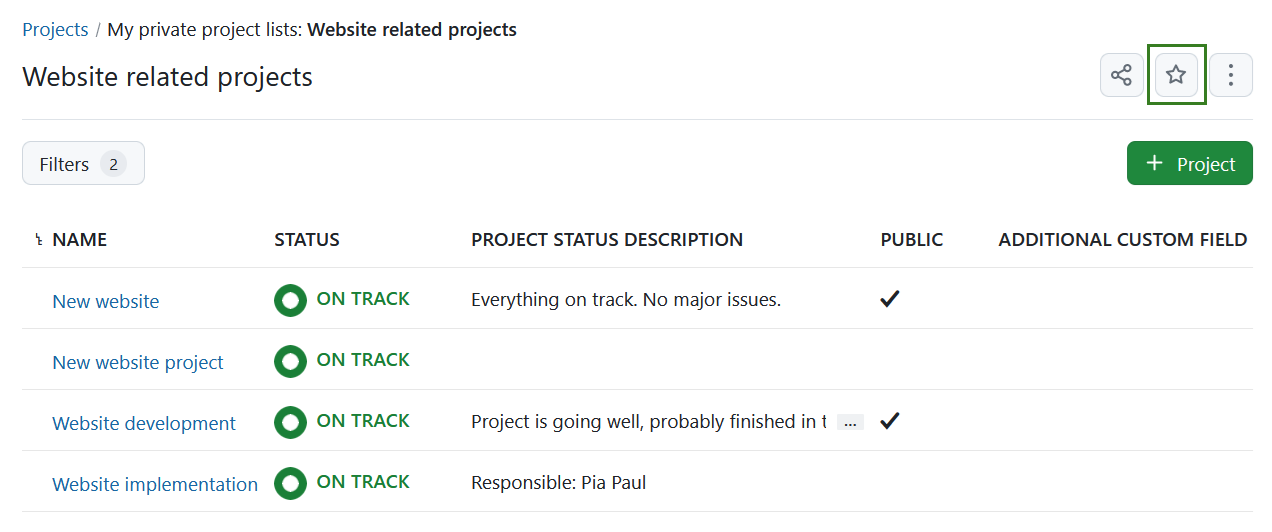 Projects / My private project lists: Website related projects
Website related projects
Filters 2
+ Project
NAME STATUS PROJECT STATUS DESCRIPTION PUBLIC ADDITIONAL CUSTOM FIELD
New website ON TRACK Everything on track. No major issues.
New website project ON TRACK
Website development ON TRACK Project is going well, probably finished in t ...
Website implementation ON TRACK Responsible: Pia Paul